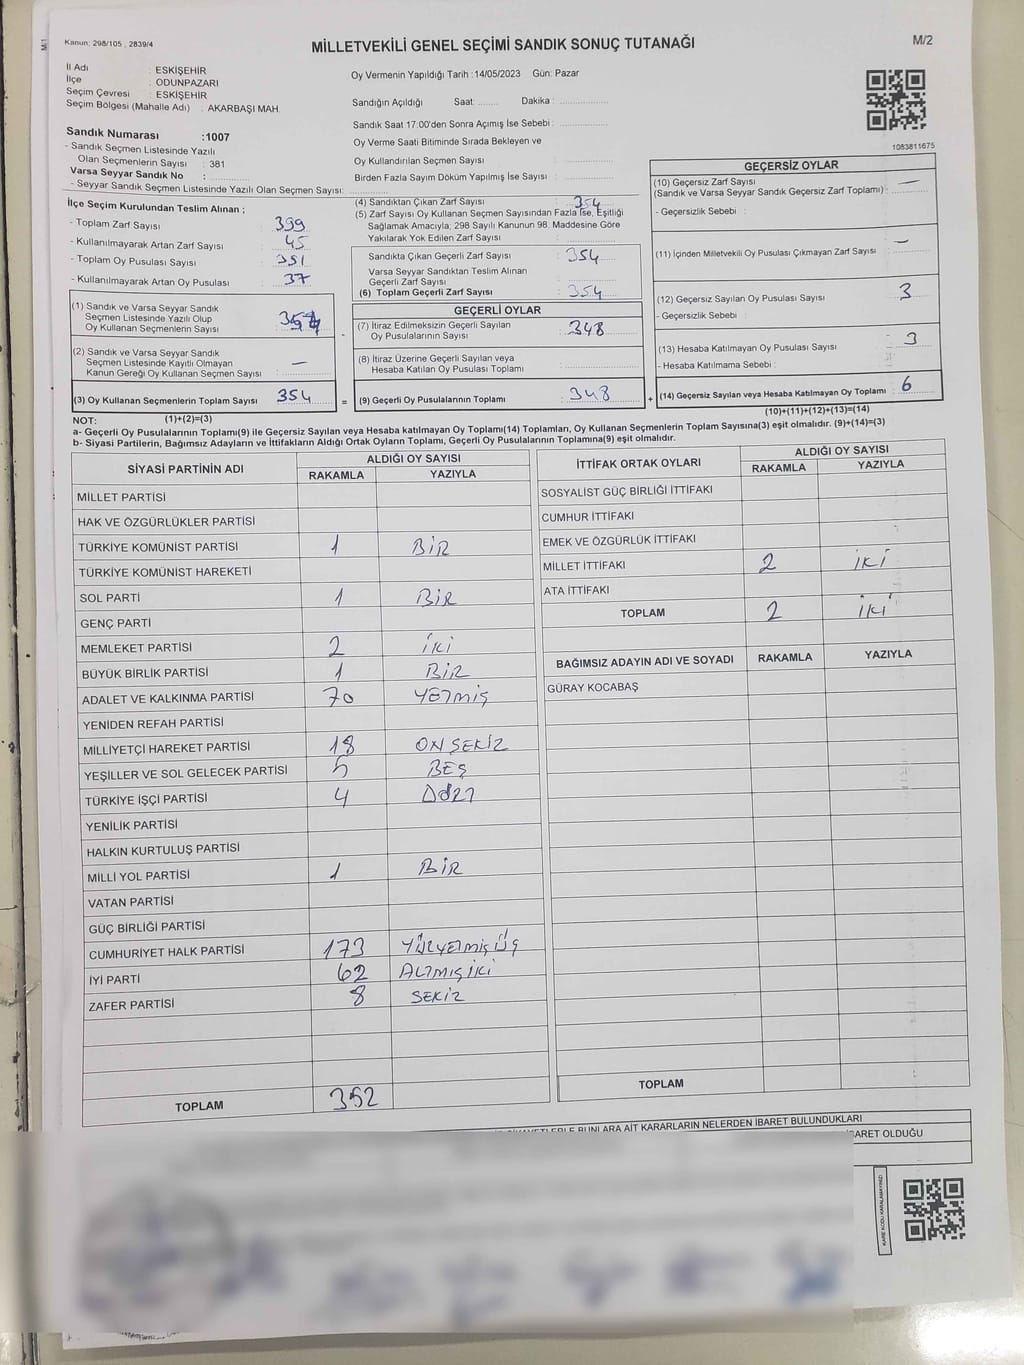 Kanun: 298/105 , 2839/4
MİLLETVEKİLİ GENEL SEÇİMİ SANDIK SONUÇ TUTANAĞI
M/2
İl Adı : ESKİŞEHİR
İlçe : ODUNPAZARI
Seçim Çevresi : ESKİŞEHİR
Seçim Bölgesi (Mahalle Adı) : AKARBAŞI MAH.
Sandık Numarası :1007
- Sandık Seçmen Listesinde Yazılı
Olan Seçmenlerin Sayısı : 381
Varsa Seyyar Sandık No :
- Seyyar Sandık Seçmen Listesinde Yazılı Olan Seçmen Sayısı:
Oy Vermenin Yapıldığı Tarih :14/05/2023 Gün: Pazar
Sandığın Açıldığı Saat: Dakika :
Sandık Saat 17:00'den Sonra Açımış İse Sebebi :
Oy Verme Saati Bitiminde Sırada Bekleyen ve
Oy Kullandırılan Seçmen Sayısı :
Birden Fazla Sayım Döküm Yapılmış İse Sayısı :
1083811675
İlçe Seçim Kurulundan Teslim Alınan ;
- Toplam Zarf Sayısı : 399
- Kullanılmayarak Artan Zarf Sayısı : 45
- Toplam Oy Pusulası Sayısı : 351
- Kullanılmayarak Artan Oy Pusulası : 37
(1) Sandık ve Varsa Seyyar Sandık
Seçmen Listesinde Yazılı Olup
Oy Kullanan Seçmenlerin Sayısı :
(2) Sandık ve Varsa Seyyar Sandık
Seçmen Listesinde Kayıtlı Olmayan
Kanun Gereği Oy Kullanan Seçmen Sayısı : —
(3) Oy Kullanan Seçmenlerin Toplam Sayısı : 354
(4) Sandıktan Çıkan Zarf Sayısı : 354
(5) Zarf Sayısı Oy Kullanan Seçmen Sayısından Fazla İse, Eşitliği
Sağlamak Amacıyla; 298 Sayılı Kanunun 98. Maddesine Göre
Yakılarak Yok Edilen Zarf Sayısı :
Sandıkta Çıkan Geçerli Zarf Sayısı : 354
Varsa Seyyar Sandıktan Teslim Alınan
Geçerli Zarf Sayısı :
(6) Toplam Geçerli Zarf Sayısı : 354
GEÇERLİ OYLAR
(7) İtiraz Edilmeksizin Geçerli Sayılan
Oy Pusulalarının Sayısı : 348
(8) İtiraz Üzerine Geçerli Sayılan veya
Hesaba Katılan Oy Pusulası Toplamı :
= (9) Geçerli Oy Pusulalarının Toplamı : 348
GEÇERSİZ OYLAR
(10) Geçersiz Zarf Sayısı
(Sandık ve Varsa Seyyar Sandık Geçersiz Zarf Toplamı) : —
- Geçersizlik Sebebi :
(11) İçinden Milletvekili Oy Pusulası Çıkmayan Zarf Sayısı : —
(12) Geçersiz Sayılan Oy Pusulası Sayısı : 3
- Geçersizlik Sebebi :
(13) Hesaba Katılmayan Oy Pusulası Sayısı : 3
- Hesaba Katılmama Sebebi :
+ (14) Geçersiz Sayılan veya Hesaba Katılmayan Oy Toplamı : 6
NOT: (1)+(2)=(3)
(10)+(11)+(12)+(13)=(14)
a- Geçerli Oy Pusulalarının Toplamı(9) ile Geçersiz Sayılan veya Hesaba katılmayan Oy Toplamı(14) Toplamları, Oy Kullanan Seçmenlerin Toplam Sayısına(3) eşit olmalıdır. (9)+(14)=(3)
b- Siyasi Partilerin, Bağımsız Adayların ve İttifakların Aldığı Ortak Oyların Toplamı, Geçerli Oy Pusulalarının Toplamına(9) eşit olmalıdır.
SİYASİ PARTİNİN ADI
ALDIĞI OY SAYISI
RAKAMLA YAZIYLA
MİLLET PARTİSİ
HAK VE ÖZGÜRLÜKLER PARTİSİ
TÜRKİYE KOMÜNİST PARTİSİ 1 BİR
TÜRKİYE KOMÜNİST HAREKETİ
SOL PARTİ 1 BİR
GENÇ PARTİ
MEMLEKET PARTİSİ 2 iki
BÜYÜK BİRLİK PARTİSİ 1 BİR
ADALET VE KALKINMA PARTİSİ 70 YETMİŞ
YENİDEN REFAH PARTİSİ
MİLLİYETÇİ HAREKET PARTİSİ 18 ON SEKİZ
YEŞİLLER VE SOL GELECEK PARTİSİ 5 BEŞ
TÜRKİYE İŞÇİ PARTİSİ 4 DÖRT
YENİLİK PARTİSİ
HALKIN KURTULUŞ PARTİSİ
MİLLİ YOL PARTİSİ 1 BİR
VATAN PARTİSİ
GÜÇ BİRLİĞİ PARTİSİ
CUMHURİYET HALK PARTİSİ 173 YÜZYETMİŞ ÜÇ
İYİ PARTİ 62 ALTMIŞ İKİ
ZAFER PARTİSİ 8 SEKİZ
TOPLAM 352
İTTİFAK ORTAK OYLARI
ALDIĞI OY SAYISI
RAKAMLA YAZIYLA
SOSYALİST GÜÇ BİRLİĞİ İTTİFAKI
CUMHUR İTTİFAKI
EMEK VE ÖZGÜRLÜK İTTİFAKI
MİLLET İTTİFAKI 2 İKİ
ATA İTTİFAKI
TOPLAM 2 İKİ
BAĞIMSIZ ADAYIN ADI VE SOYADI RAKAMLA YAZIYLA
GÜRAY KOCABAŞ
TOPLAM
BUNLARA AİT KARARLARIN NELERDEN İBARET BULUNDUKLARI
İBARET OLDUĞU
KARE KODU KARALAMAYINIZ!